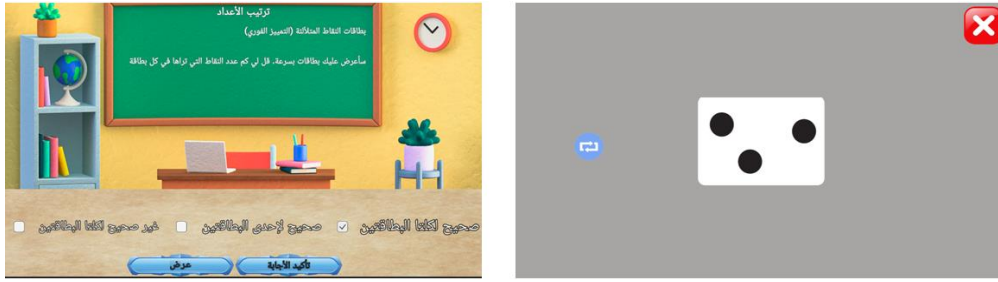 ترتيب الأعداد
بطاقات النقاط المتلألئة (التمييز الفوري)
سأعرض عليك بطاقات بسرعة. قل لي كم عدد النقاط التي تراها في كل بطاقة
صحيح لكلتا البطاقتين صحيح لإحدى البطاقتين غير صحيح لكلتا البطاقتين
تأكيد الأجابة عرض